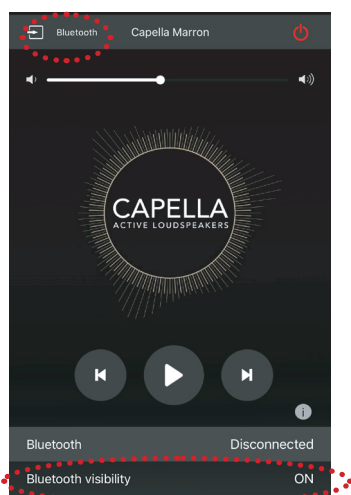 Bluetooth Capella Marron
CAPELLA
ACTIVE LOUDSPEAKERS
i
Bluetooth Disconnected
Bluetooth visibility ON